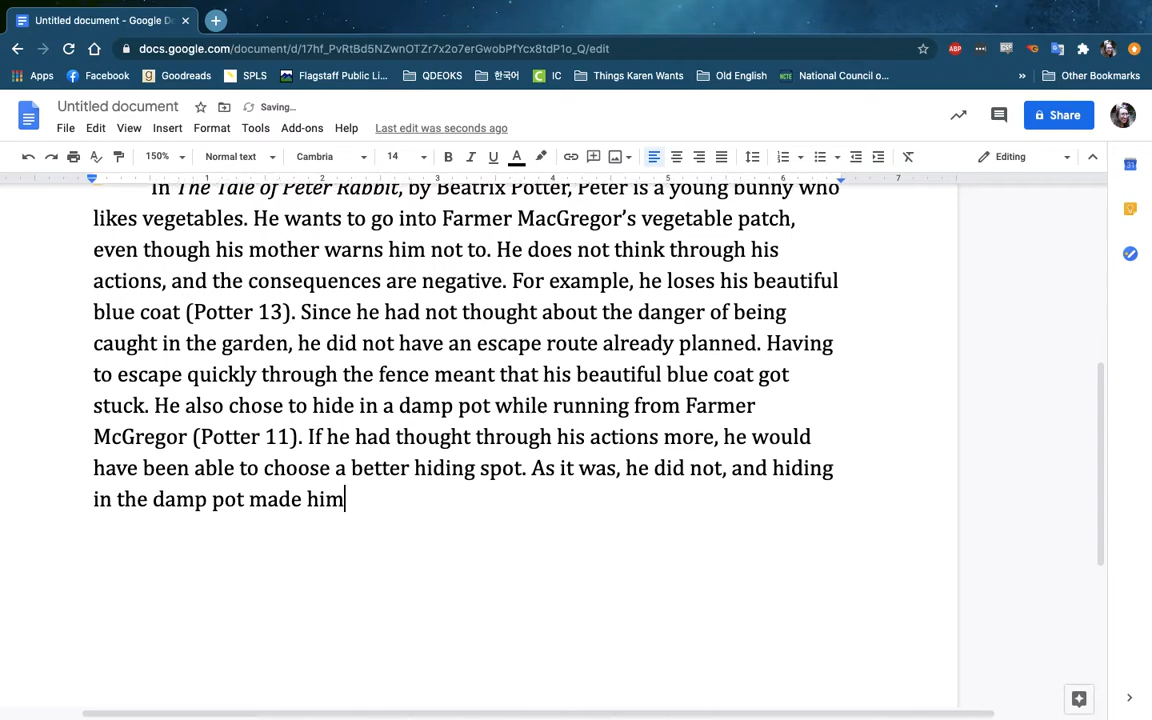 Untitled document - Google D
docs.google.com/document/d/17hf_PvRtBd5NZwnOTZr7x2o7erGwobPfYcx8tdP1o_Q/edit
ABP
Apps Facebook Goodreads SPLS Flagstaff Public Li... QDEOKS 한국어 IC Things Karen Wants Old English National Council o... » Other Bookmarks
Untitled document Saving...
File Edit View Insert Format Tools Add-ons Help Last edit was seconds ago
Share
150% Normal text Cambria 14 B I U A Editing
1 2 3 4 5 6 7
In The Tale of Peter Rabbit, by Beatrix Potter, Peter is a young bunny who
likes vegetables. He wants to go into Farmer MacGregor’s vegetable patch,
even though his mother warns him not to. He does not think through his
actions, and the consequences are negative. For example, he loses his beautiful
blue coat (Potter 13). Since he had not thought about the danger of being
caught in the garden, he did not have an escape route already planned. Having
to escape quickly through the fence meant that his beautiful blue coat got
stuck. He also chose to hide in a damp pot while running from Farmer
McGregor (Potter 11). If he had thought through his actions more, he would
have been able to choose a better hiding spot. As it was, he did not, and hiding
in the damp pot made him